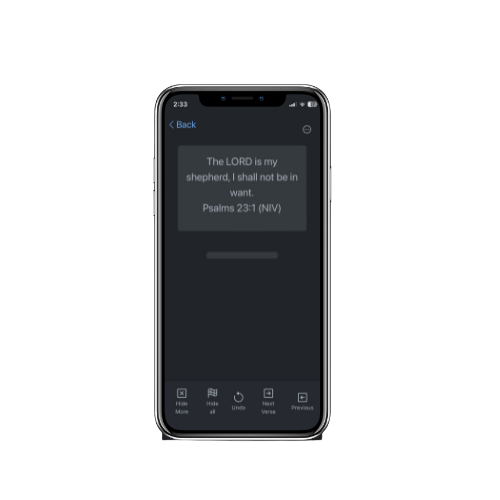 2:33
Back
The LORD is my
shepherd, I shall not be in
want.
Psalms 23:1 (NIV)
Hide
More
Hide
all
Undo
Next
Verse
Previous